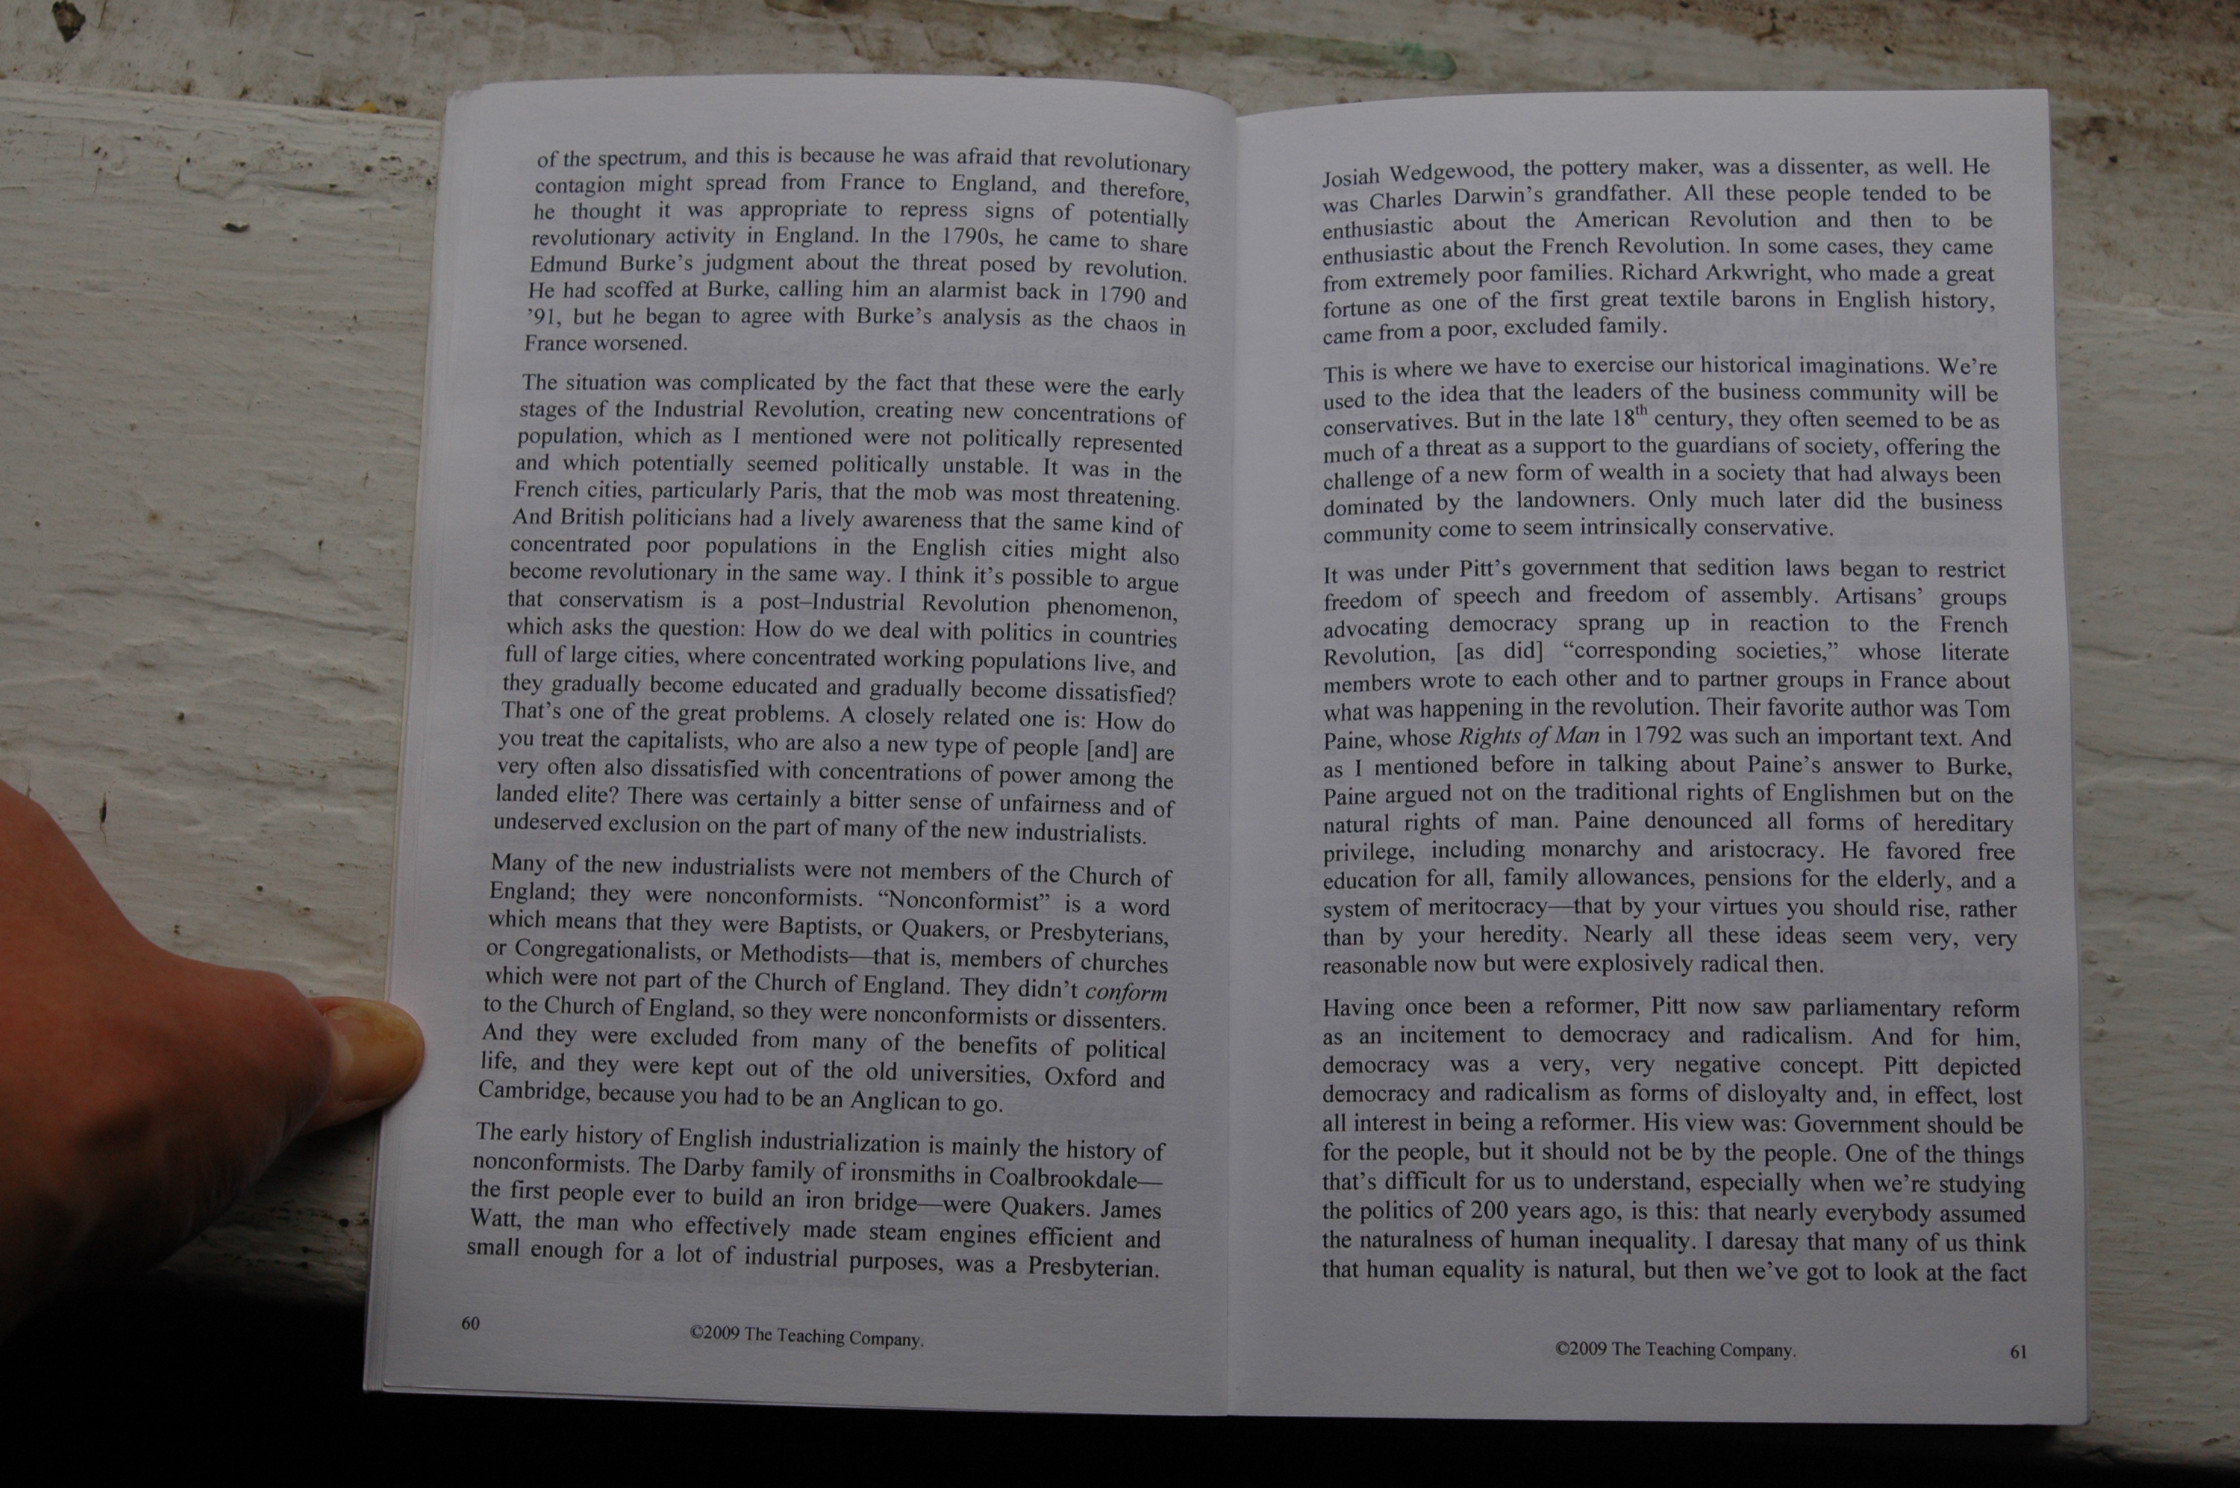 of the spectrum, and this is because he was afraid that revolutionary
contagion might spread from France to England, and therefore,
he thought it was appropriate to repress signs of potentially
revolutionary activity in England. In the 1790s, he came to share
Edmund Burke's judgment about the threat posed by revolution.
He had scoffed at Burke, calling him an alarmist back in 1790 and
'91, but he began to agree with Burke's analysis as the chaos in
France worsened.
The situation was complicated by the fact that these were the early
stages of the Industrial Revolution, creating new concentrations of
population, which as I mentioned were not politically represented
and which potentially seemed politically unstable. It was in the
French cities, particularly Paris, that the mob was most threatening.
And British politicians had a lively awareness that the same kind of
concentrated poor populations in the English cities might also
become revolutionary in the same way. I think it's possible to argue
that conservatism is a post–Industrial Revolution phenomenon,
which asks the question: How do we deal with politics in countries
full of large cities, where concentrated working populations live, and
they gradually become educated and gradually become dissatisfied?
That's one of the great problems. A closely related one is: How do
you treat the capitalists, who are also a new type of people [and] are
very often also dissatisfied with concentrations of power among the
landed elite? There was certainly a bitter sense of unfairness and of
undeserved exclusion on the part of many of the new industrialists.
Many of the new industrialists were not members of the Church of
England; they were nonconformists. "Nonconformist" is a word
which means that they were Baptists, or Quakers, or Presbyterians,
or Congregationalists, or Methodists—that is, members of churches
which were not part of the Church of England. They didn't conform
to the Church of England, so they were nonconformists or dissenters.
And they were excluded from many of the benefits of political
life, and they were kept out of the old universities, Oxford and
Cambridge, because you had to be an Anglican to go.
The early history of English industrialization is mainly the history of
nonconformists. The Darby family of ironsmiths in Coalbrookdale—
the first people ever to build an iron bridge—were Quakers. James
Watt, the man who effectively made steam engines efficient and
small enough for a lot of industrial purposes, was a Presbyterian.
60
©2009 The Teaching Company.
Josiah Wedgewood, the pottery maker, was a dissenter, as well. He
was Charles Darwin's grandfather. All these people tended to be
enthusiastic about the American Revolution and then to be
enthusiastic about the French Revolution. In some cases, they came
from extremely poor families. Richard Arkwright, who made a great
fortune as one of the first great textile barons in English history,
came from a poor, excluded family.
This is where we have to exercise our historical imaginations. We're
used to the idea that the leaders of the business community will be
conservatives. But in the late 18th century, they often seemed to be as
much of a threat as a support to the guardians of society, offering the
challenge of a new form of wealth in a society that had always been
dominated by the landowners. Only much later did the business
community come to seem intrinsically conservative.
It was under Pitt's government that sedition laws began to restrict
freedom of speech and freedom of assembly. Artisans' groups
advocating democracy sprang up in reaction to the French
Revolution, [as did] "corresponding societies," whose literate
members wrote to each other and to partner groups in France about
what was happening in the revolution. Their favorite author was Tom
Paine, whose Rights of Man in 1792 was such an important text. And
as I mentioned before in talking about Paine's answer to Burke,
Paine argued not on the traditional rights of Englishmen but on the
natural rights of man. Paine denounced all forms of hereditary
privilege, including monarchy and aristocracy. He favored free
education for all, family allowances, pensions for the elderly, and a
system of meritocracy—that by your virtues you should rise, rather
than by your heredity. Nearly all these ideas seem very, very
reasonable now but were explosively radical then.
Having once been a reformer, Pitt now saw parliamentary reform
as an incitement to democracy and radicalism. And for him,
democracy was a very, very negative concept. Pitt depicted
democracy and radicalism as forms of disloyalty and, in effect, lost
all interest in being a reformer. His view was: Government should be
for the people, but it should not be by the people. One of the things
that's difficult for us to understand, especially when we're studying
the politics of 200 years ago, is this: that nearly everybody assumed
the naturalness of human inequality. I daresay that many of us think
that human equality is natural, but then we've got to look at the fact
©2009 The Teaching Company.
61